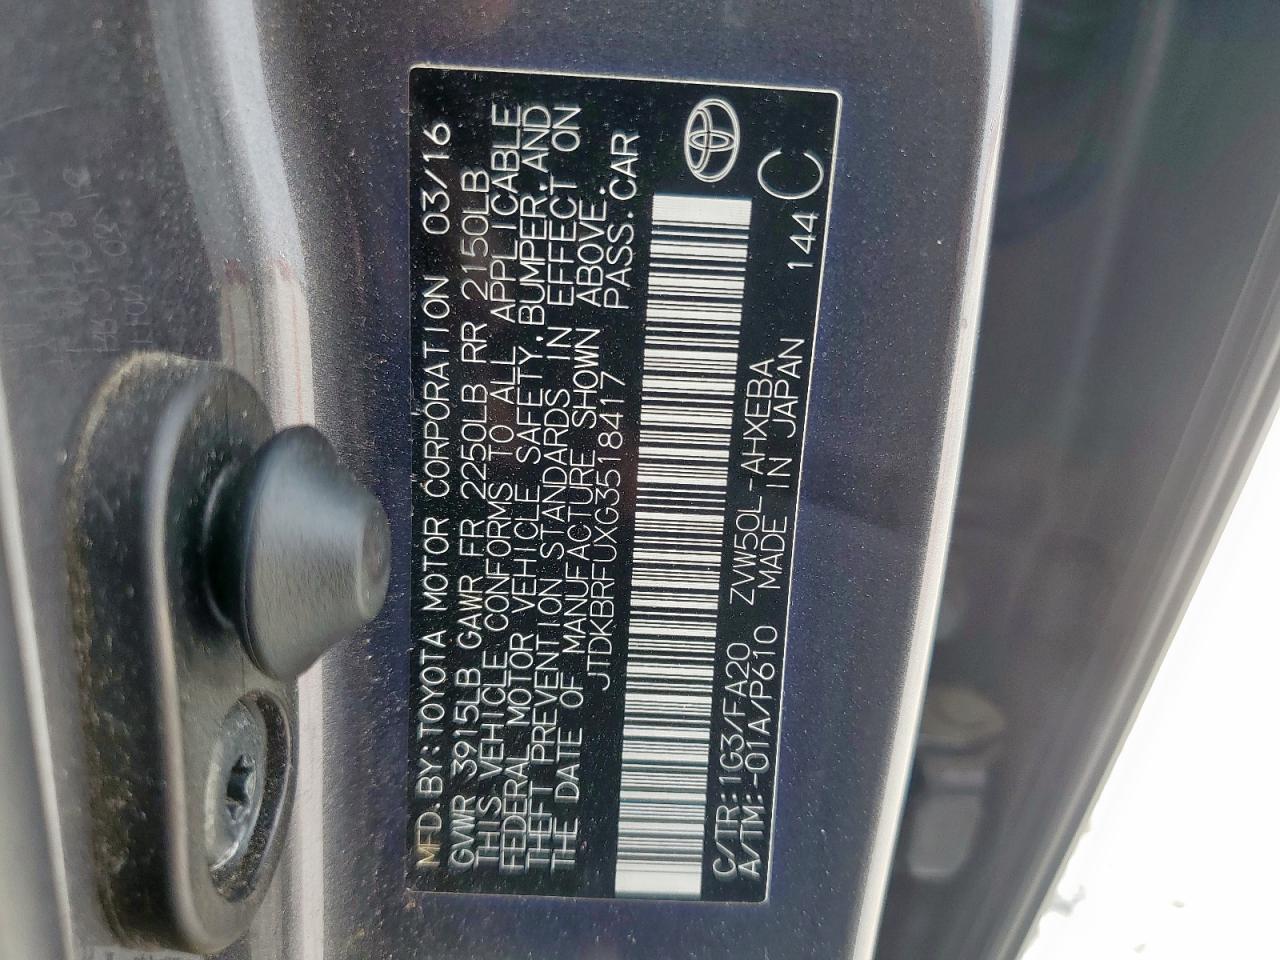 MFD.BY:TOYOTA MOTOR CORPORATION 03/16
GVWR 3915LB GAWR FR 2250LB RR 2150LB
THIS VEHICLE CONFORMS TO ALL APPLICABLE
FEDERAL MOTOR VEHICLE SAFETY,BUMPER,AND
THEFT PREVENTION STANDARDS IN EFFECT ON
THE DATE OF MANUFACTURE SHOWN ABOVE.
JTDKBRFUXG3518417 PASS.CAR
C/TR:1G3/FA20 ZVW50L-AHXEBA
A/TM:-01A/P610 MADE IN JAPAN 144 C